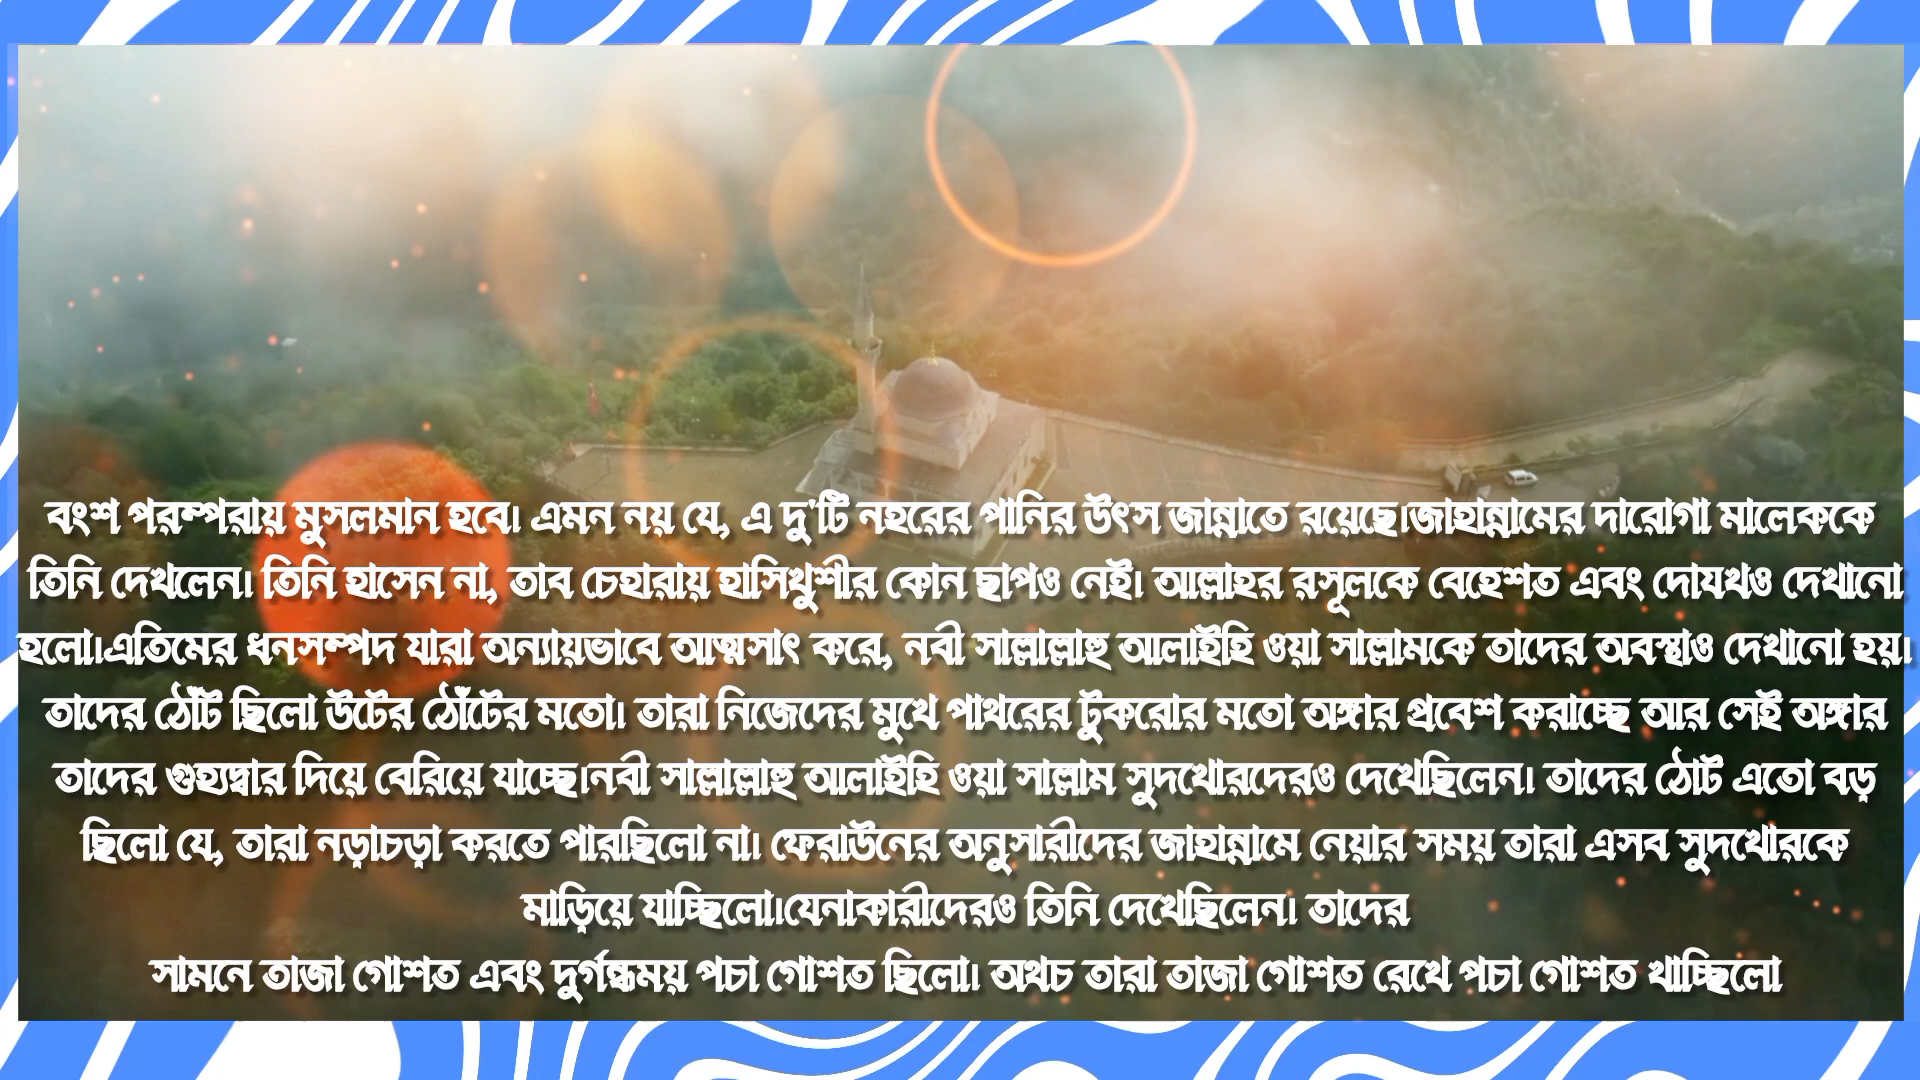 বংশ পরম্পরায় মুসলমান হবে। এমন নয় যে, এ দু'টি নহরের পানির উৎস জান্নাতে রয়েছে।জাহান্নামের দারোগা মালেককে
তিনি দেখলেন। তিনি হাসেন না, তাব চেহারায় হাসিখুশীর কোন ছাপও নেই। আল্লাহর রসূলকে বেহেশত এবং দোযখও দেখানো
হলো।এতিমের ধনসম্পদ যারা অন্যায়ভাবে আত্মসাৎ করে, নবী সাল্লাল্লাহু আলাইহি ওয়া সাল্লামকে তাদের অবস্থাও দেখানো হয়।
তাদের ঠোঁট ছিলো উটের ঠোঁটের মতো। তারা নিজেদের মুখে পাথরের টুকরোর মতো অঙ্গার প্রবেশ করাচ্ছে আর সেই অঙ্গার
তাদের গুহ্যদ্বার দিয়ে বেরিয়ে যাচ্ছে।নবী সাল্লাল্লাহু আলাইহি ওয়া সাল্লাম সুদখোরদেরও দেখেছিলেন। তাদের ঠোট এতো বড়
ছিলো যে, তারা নড়াচড়া করতে পারছিলো না। ফেরাউনের অনুসারীদের জাহান্নামে নেয়ার সময় তারা এসব সুদখোরকে
মাড়িয়ে যাচ্ছিলো।যেনাকারীদেরও তিনি দেখেছিলেন। তাদের
সামনে তাজা গোশত এবং দুর্গন্ধময় পচা গোশত ছিলো। অথচ তারা তাজা গোশত রেখে পচা গোশত খাচ্ছিলো